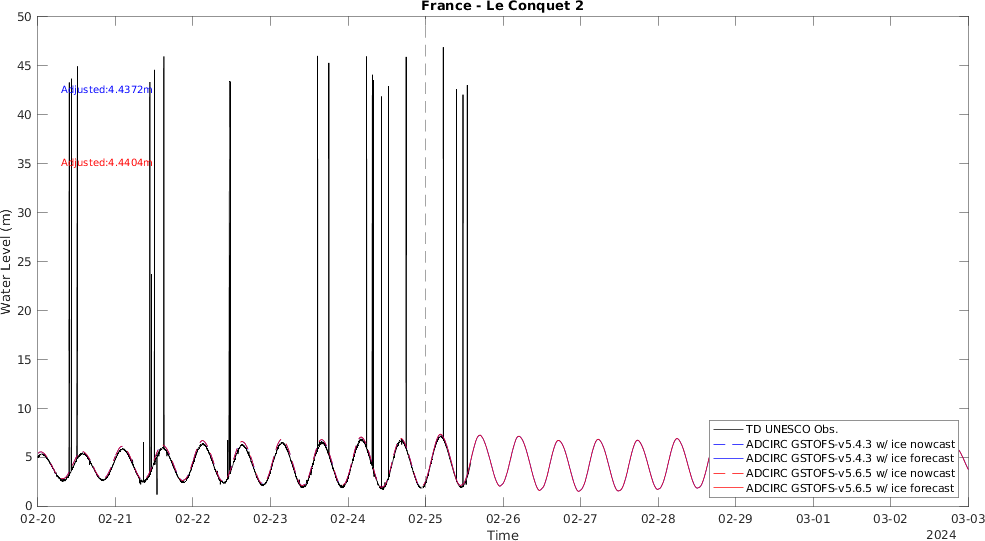 France - Le Conquet 2
50
45
40
35
30
25
20
15
10
5
0
Water Level (m)
Adjusted:4.4372m
Adjusted:4.4404m
TD UNESCO Obs.
ADCIRC GSTOFS-v5.4.3 w/ ice nowcast
ADCIRC GSTOFS-v5.4.3 w/ ice forecast
ADCIRC GSTOFS-v5.6.5 w/ ice nowcast
ADCIRC GSTOFS-v5.6.5 w/ ice forecast
02-20 02-21 02-22 02-23 02-24 02-25 02-26 02-27 02-28 02-29 03-01 03-02 03-03
Time
2024